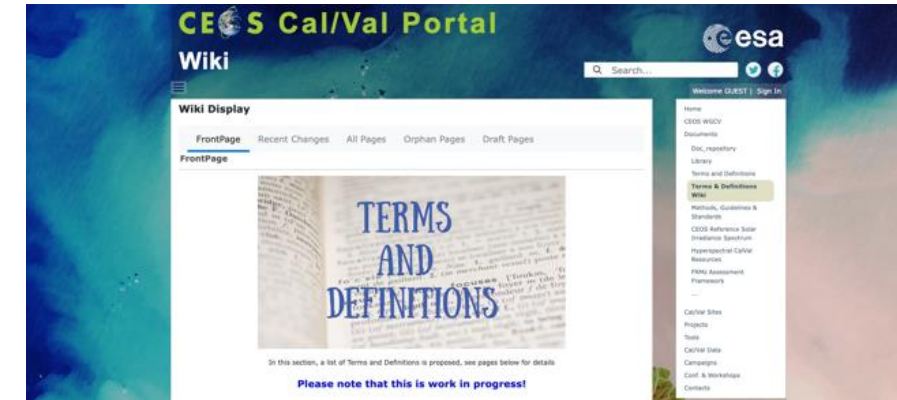 CEOS Cal/Val Portal
esa
Wiki
Search...
Welcome GUEST | Sign In
Wiki Display
FrontPage Recent Changes All Pages Orphan Pages Draft Pages
FrontPage
TERMS
AND
DEFINITIONS
In this section, a list of Terms and Definitions is proposed, see pages below for details
Please note that this is work in progress!
Home
CEOS WGCV
Documents
Doc_repository
Library
Terms and Definitions
Terms & Definitions
Wiki
Methods, Guidelines &
Standards
CEOS Reference Solar
Irradiance Spectrum
Hyperspectral Cal/Val
Resources
FRMs Assessment
Framework
...
Cal/Val Sites
Projects
Tools
Cal/Val Data
Campaigns
Conf. & Workshops
Contacts